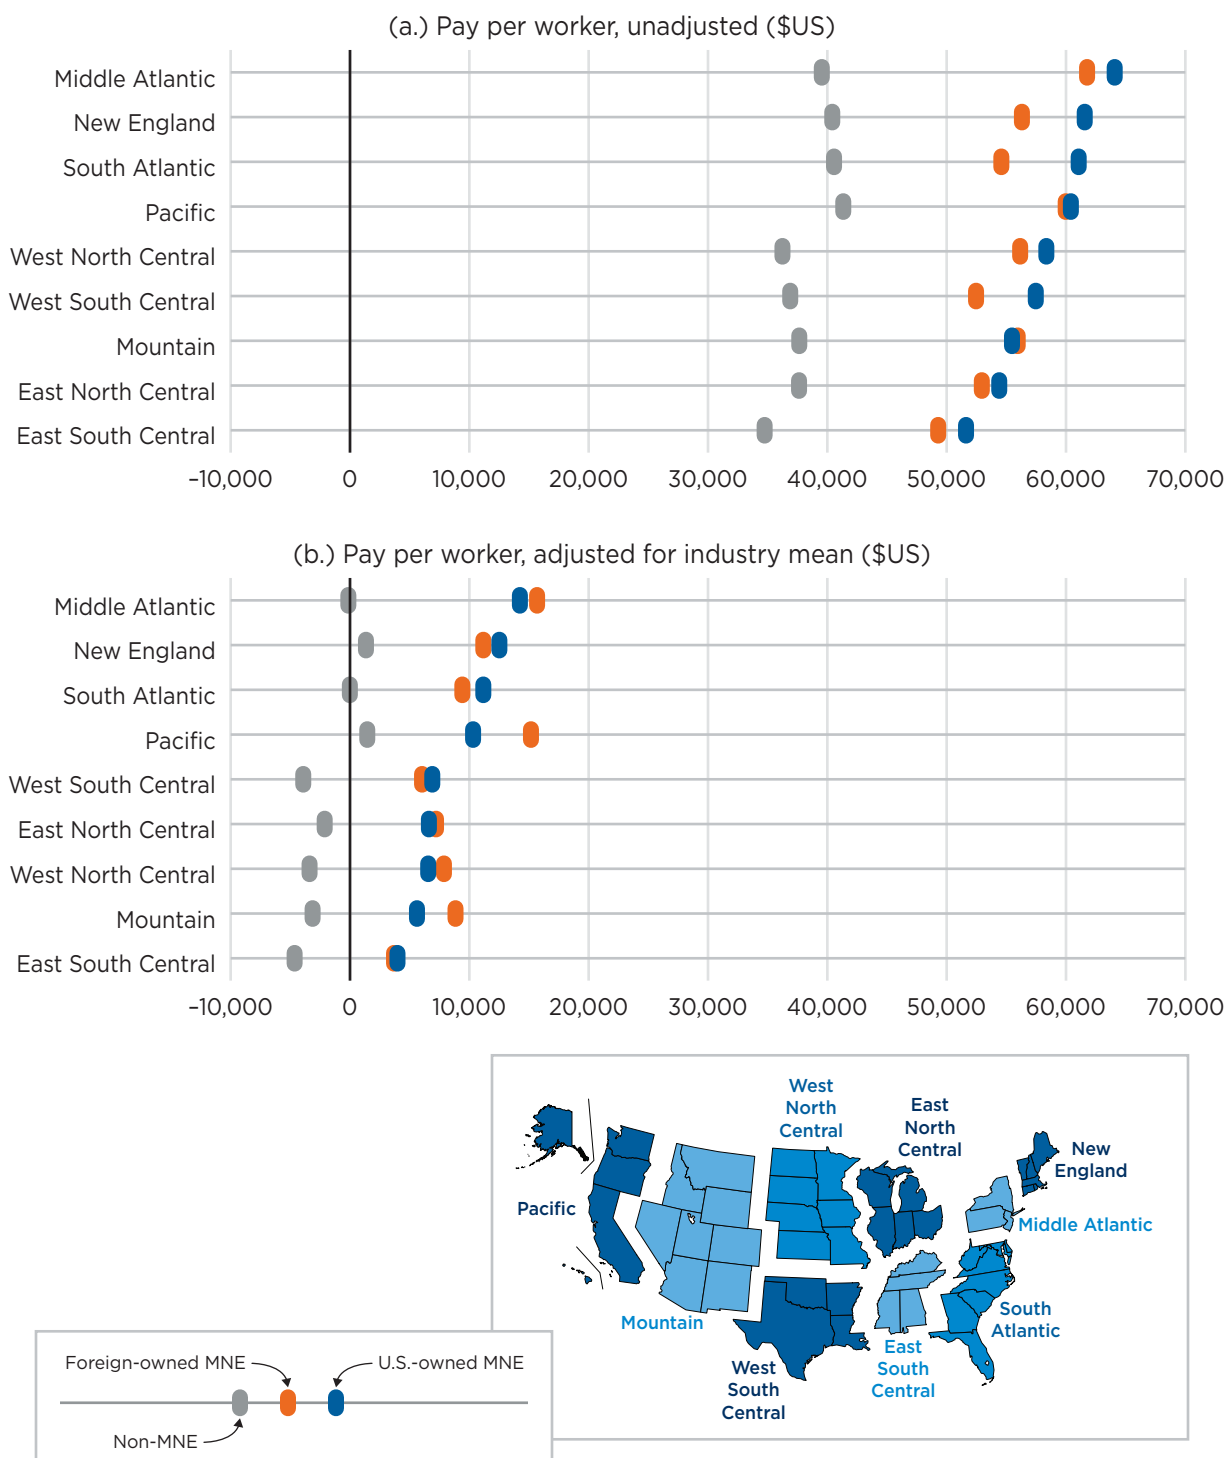 (a.) Pay per worker, unadjusted ($US)
Middle Atlantic
New England
South Atlantic
Pacific
West North Central
West South Central
Mountain
East North Central
East South Central
−10,000 0 10,000 20,000 30,000 40,000 50,000 60,000 70,000
(b.) Pay per worker, adjusted for industry mean ($US)
Middle Atlantic
New England
South Atlantic
Pacific
West South Central
East North Central
West North Central
Mountain
East South Central
−10,000 0 10,000 20,000 30,000 40,000 50,000 60,000 70,000
West
North
Central
East
North
Central
New
England
Pacific
Middle Atlantic
Mountain
South
Atlantic
East
South
Central
West
South
Central
Foreign-owned MNE
U.S.-owned MNE
Non-MNE